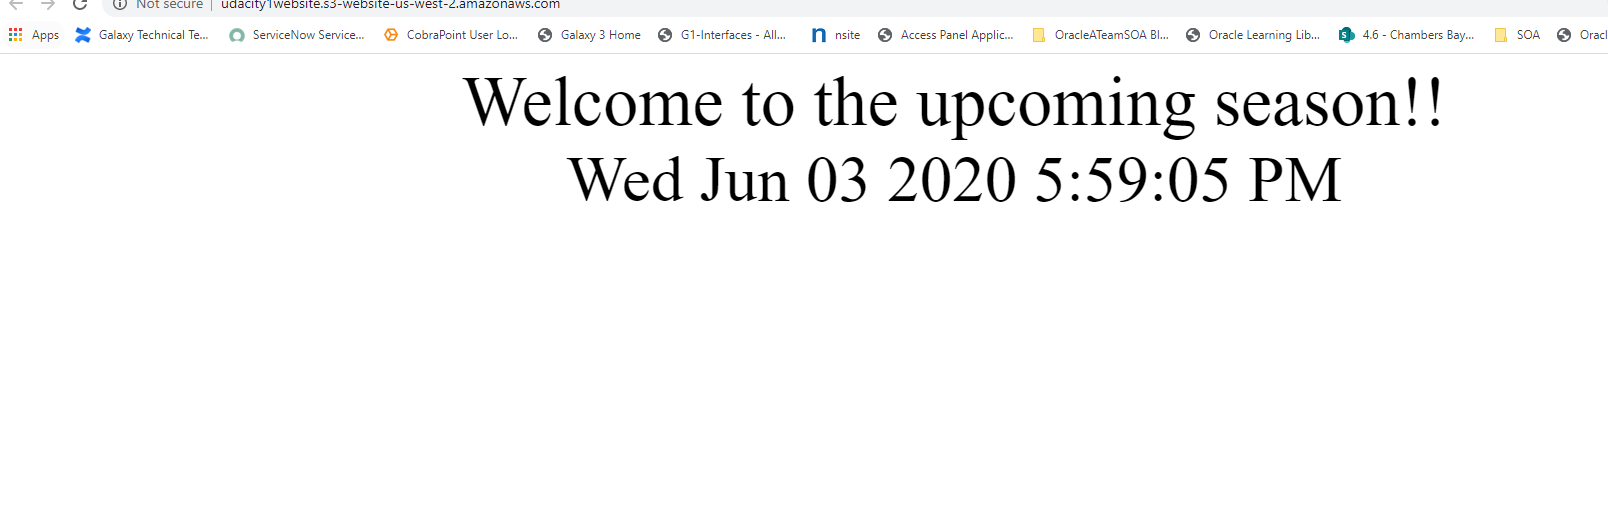 Not secure | udacity1website.s3-website-us-west-2.amazonaws.com
Apps Galaxy Technical Te... ServiceNow Service... CobraPoint User Lo... Galaxy 3 Home G1-Interfaces - All... nsite Access Panel Applic... OracleATeamSOA Bl... Oracle Learning Lib... 4.6 - Chambers Bay... SOA Oracl
Welcome to the upcoming season!!
Wed Jun 03 2020 5:59:05 PM